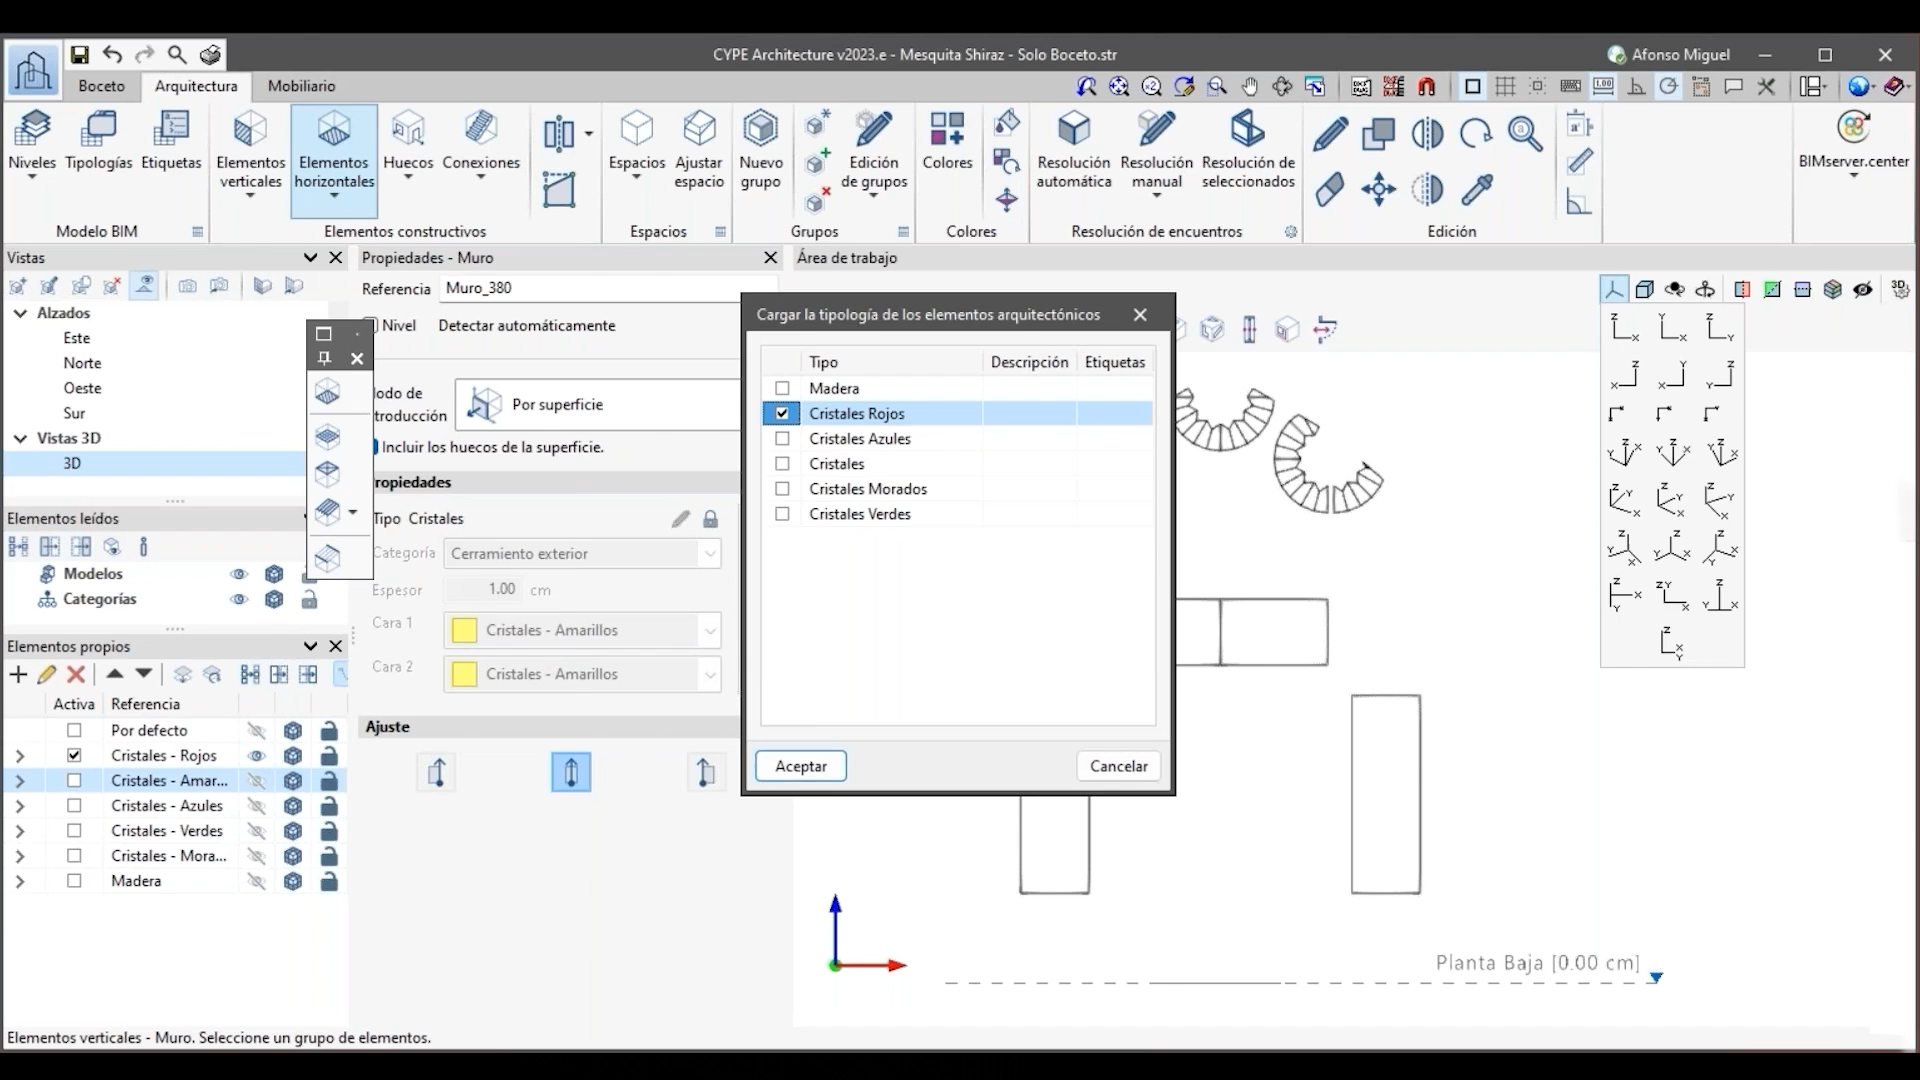 CYPE Architecture v2023.e - Mesquita Shiraz - Solo Boceto.str
Afonso Miguel
Boceto
Arquitectura
Mobiliario
Niveles
Tipologías
Etiquetas
Elementos
verticales
Elementos
horizontales
Huecos
Conexiones
Espacios
Ajustar
espacio
Nuevo
grupo
Edición
de grupos
Colores
Resolución
automática
Resolución
manual
Resolución de
seleccionados
BIMserver.center
Modelo BIM
Elementos constructivos
Espacios
Grupos
Colores
Resolución de encuentros
Edición
Vistas
Alzados
Este
Norte
Oeste
Sur
Vistas 3D
3D
Elementos leídos
Modelos
Categorías
Elementos propios
Activa
Referencia
Por defecto
Cristales - Rojos
Cristales - Amar...
Cristales - Azules
Cristales - Verdes
Cristales - Mora...
Madera
Propiedades - Muro
Referencia
Muro_380
Nivel
Detectar automáticamente
odo de
troducción
Por superficie
Incluir los huecos de la superficie.
ropiedades
Tipo Cristales
Categoría
Cerramiento exterior
Espesor
1.00
cm
Cara 1
Cristales - Amarillos
Cara 2
Cristales - Amarillos
Ajuste
Área de trabajo
Cargar la tipología de los elementos arquitectónicos
Tipo
Descripción
Etiquetas
Madera
Cristales Rojos
Cristales Azules
Cristales
Cristales Morados
Cristales Verdes
Aceptar
Cancelar
Planta Baja [0.00 cm]
Elementos verticales - Muro. Seleccione un grupo de elementos.